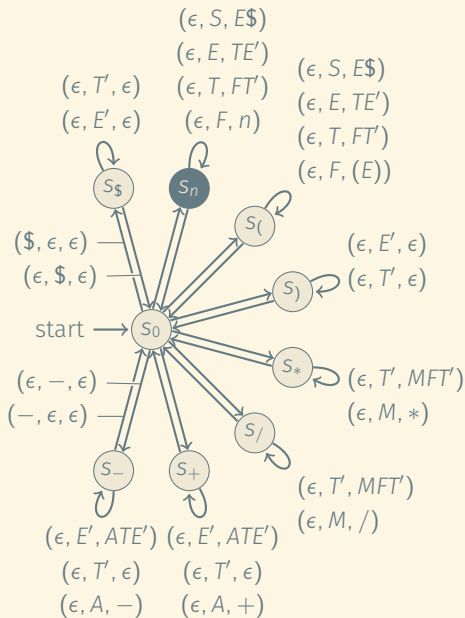 (ϵ, S, E$)
(ϵ, E, TE′)
(ϵ, T, FT′)
(ϵ, F, n)
(ϵ, S, E$)
(ϵ, E, TE′)
(ϵ, T, FT′)
(ϵ, F, (E))
(ϵ, T′, ϵ)
(ϵ, E′, ϵ)
S$
Sn
S(
($, ϵ, ϵ)
(ϵ, $, ϵ)
(ϵ, E′, ϵ)
(ϵ, T′, ϵ)
S)
start
S0
S*
(ϵ, −, ϵ)
(−, ϵ, ϵ)
(ϵ, T′, MFT′)
(ϵ, M, ∗)
S/
S−
S+
(ϵ, T′, MFT′)
(ϵ, M, /)
(ϵ, E′, ATE′)
(ϵ, T′, ϵ)
(ϵ, A, −)
(ϵ, E′, ATE′)
(ϵ, T′, ϵ)
(ϵ, A, +)